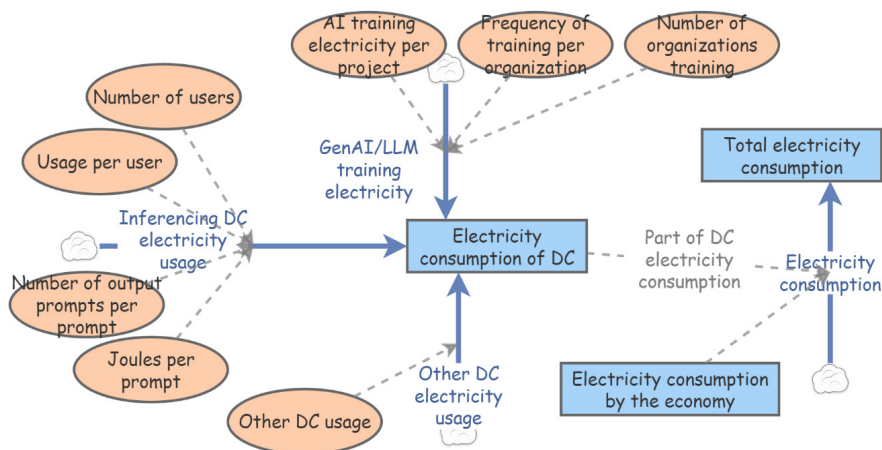 AI training
electricity per
project
Frequency of
training per
organization
Number of
organizations
training
Number of users
Usage per user
GenAI/LLM
training
electricity
Total electricity
consumption
Inferencing DC
electricity
usage
Electricity
consumption of DC
Part of DC
electricity
consumption
Electricity
consumption
Number of output
prompts per
prompt
Joules per
prompt
Other DC usage
Other DC
electricity
usage
Electricity consumption
by the economy